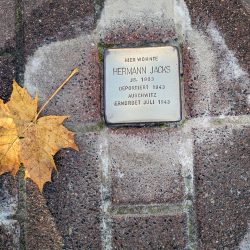 HIER WOHNTE
HERMANN JACKS
JG. 1883
DEPORTIERT 1943
AUSCHWITZ
ERMORDET JULI 1943